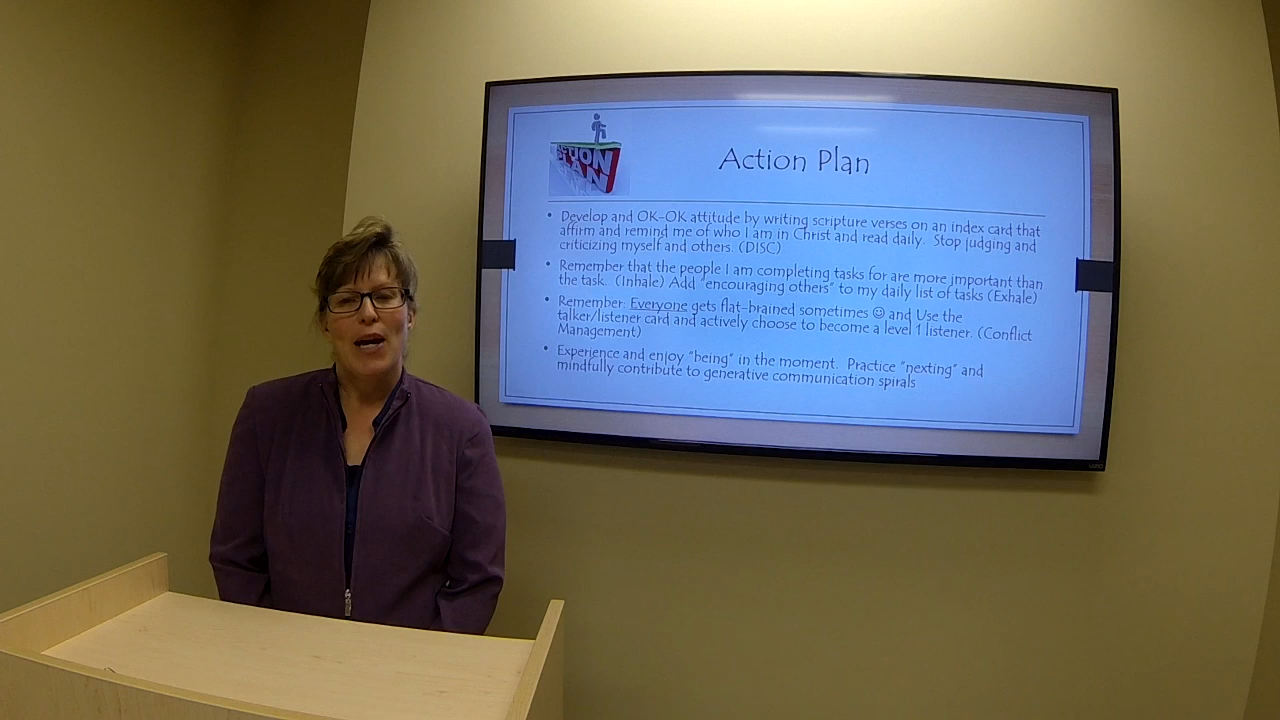 ACTION
PLAN
Action Plan
• Develop and OK-OK attitude by writing scripture verses on an index card that
affirm and remind me of who I am in Christ and read daily. Stop judging and
criticizing myself and others. (DISC)
• Remember that the people I am completing tasks for are more important than
the task. (Inhale) Add "encouraging others" to my daily list of tasks (Exhale)
• Remember: Everyone gets flat-brained sometimes ☺ and Use the
talker/listener card and actively choose to become a level 1 listener. (Conflict
Management)
• Experience and enjoy "being" in the moment. Practice "nexting" and
mindfully contribute to generative communication spirals
VIZIO